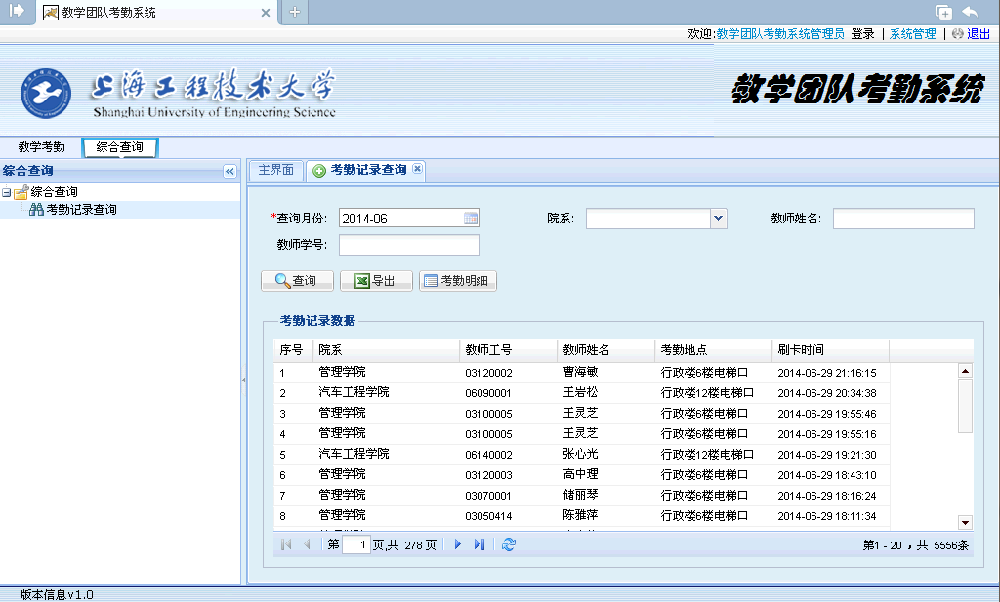 教学团队考勤系统
欢迎:教学团队考勤系统管理员 登录 | 系统管理 | 退出
上海工程技术大学
Shanghai University of Engineering Science
教学团队考勤系统
教学考勤 综合查询
综合查询
综合查询
考勤记录查询
主界面 考勤记录查询
*查询月份: 2014-06 院系: 教师姓名:
教师学号:
查询 导出 考勤明细
考勤记录数据
序号 院系 教师工号 教师姓名 考勤地点 刷卡时间
1 管理学院 03120002 曹海敏 行政楼6楼电梯口 2014-06-29 21:16:15
2 汽车工程学院 06090001 王岩松 行政楼12楼电梯口 2014-06-29 20:34:38
3 管理学院 03100005 王灵芝 行政楼6楼电梯口 2014-06-29 19:55:46
4 管理学院 03100005 王灵芝 行政楼6楼电梯口 2014-06-29 19:55:16
5 汽车工程学院 06140002 张心光 行政楼12楼电梯口 2014-06-29 19:21:30
6 管理学院 03120003 高中理 行政楼6楼电梯口 2014-06-29 18:43:10
7 管理学院 03070001 储丽琴 行政楼6楼电梯口 2014-06-29 18:16:24
8 管理学院 03050414 陈雅萍 行政楼6楼电梯口 2014-06-29 18:11:34
第 1 页,共 278 页 第1 - 20 , 共 5556条
版本信息v1.0